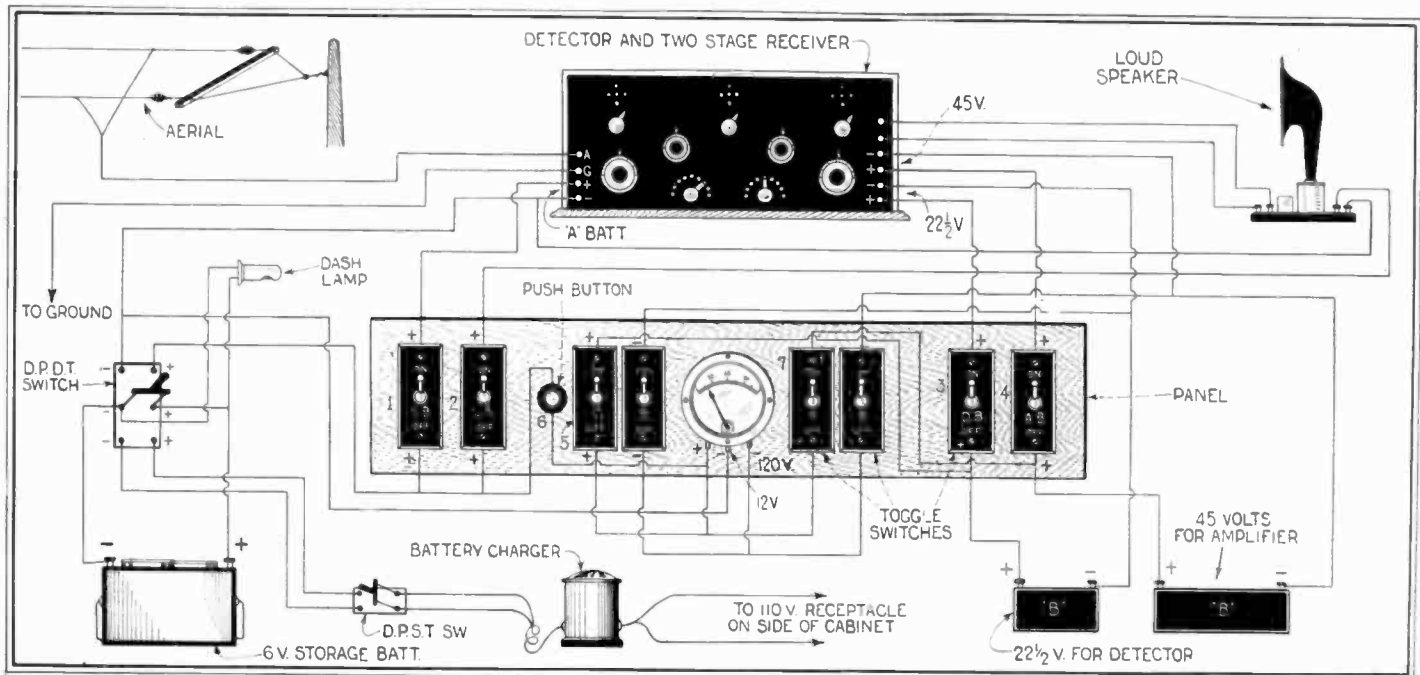 DETECTOR AND TWO STAGE RECEIVER
LOUD
SPEAKER
AERIAL
45V.
A
G
+
-
-
+
-
+
"A" BATT
22½V
DASH
LAMP
TO GROUND
PUSH BUTTON
D.P.D.T.
SWITCH
- +
- +
- +
+ + + - + +
1 2 6 5 7 3 4
ON
OFF
PANEL
+ + + - + - + +
120V.
12V
TOGGLE
SWITCHES
45 VOLTS
FOR AMPLIFIER
- +
BATTERY CHARGER
+ - + -
"B" "B"
TO 110 V. RECEPTACLE
ON SIDE OF CABINET
D.P.S.T SW
6 V. STORAGE BATT.
22½ V. FOR DETECTOR